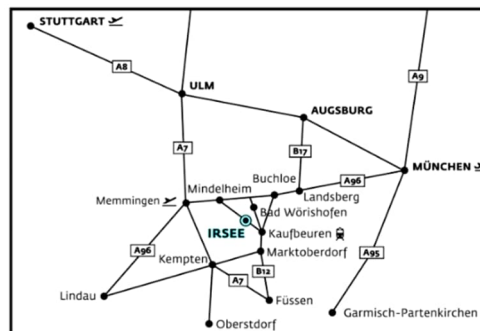 STUTTGART
A8
A9
ULM
AUGSBURG
A7
B17
MÜNCHEN
Buchloe
A96
Mindelheim
Landsberg
Memmingen
Bad Wörishofen
IRSEE
Kaufbeuren
A96
Kempten
Marktoberdorf
A95
B12
A7
Lindau
Füssen
Garmisch-Partenkirchen
Oberstdorf